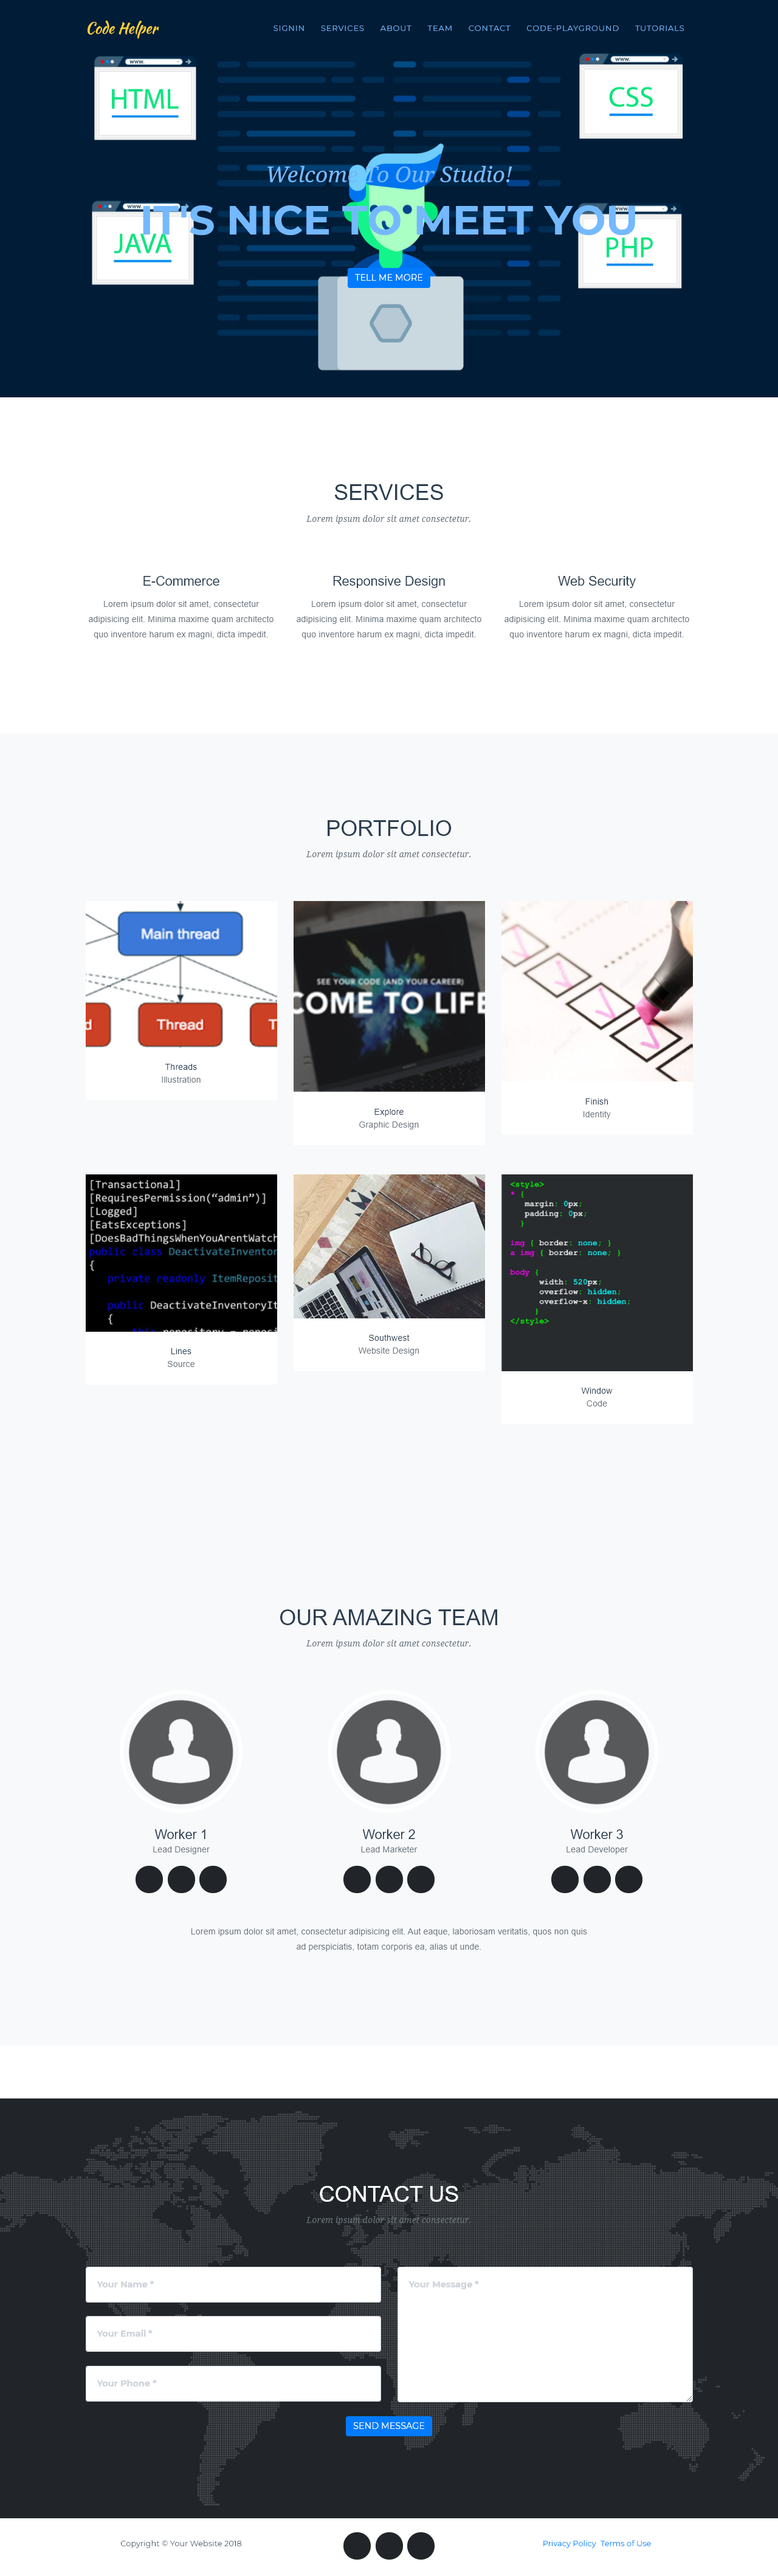 Code Helper
SIGNIN SERVICES ABOUT TEAM CONTACT CODE-PLAYGROUND TUTORIALS
www.
www.
HTML
CSS
Welcome To Our Studio!
www.
www.
IT'S NICE TO MEET YOU
JAVA
PHP
TELL ME MORE
SERVICES
Lorem ipsum dolor sit amet consectetur.
E-Commerce
Lorem ipsum dolor sit amet, consectetur
adipisicing elit. Minima maxime quam architecto
quo inventore harum ex magni, dicta impedit.
Responsive Design
Lorem ipsum dolor sit amet, consectetur
adipisicing elit. Minima maxime quam architecto
quo inventore harum ex magni, dicta impedit.
Web Security
Lorem ipsum dolor sit amet, consectetur
adipisicing elit. Minima maxime quam architecto
quo inventore harum ex magni, dicta impedit.
PORTFOLIO
Lorem ipsum dolor sit amet consectetur.
Main thread
d Thread T
Threads
Illustration
SEE YOUR CODE (AND YOUR CAREER)
COME TO LIFE
Explore
Graphic Design
Finish
Identity
[Transactional]
[RequiresPermission("admin")]
[Logged]
[EatsExceptions]
[DoesBadThingsWhenYouArentWatch
public class DeactivateInventor
{
private readonly ItemReposit
public DeactivateInventoryIt
{
Lines
Source
Southwest
Website Design
<style>
* {
margin: 0px;
padding: 0px;
}
img { border: none; }
a img { border: none; }
body {
width: 520px;
overflow: hidden;
overflow-x: hidden;
}
</style>
Window
Code
OUR AMAZING TEAM
Lorem ipsum dolor sit amet consectetur.
Worker 1
Lead Designer
Worker 2
Lead Marketer
Worker 3
Lead Developer
Lorem ipsum dolor sit amet, consectetur adipisicing elit. Aut eaque, laboriosam veritatis, quos non quis
ad perspiciatis, totam corporis ea, alias ut unde.
CONTACT US
Lorem ipsum dolor sit amet consectetur.
Your Name *
Your Email *
Your Phone *
Your Message *
SEND MESSAGE
Copyright © Your Website 2018
Privacy Policy Terms of Use